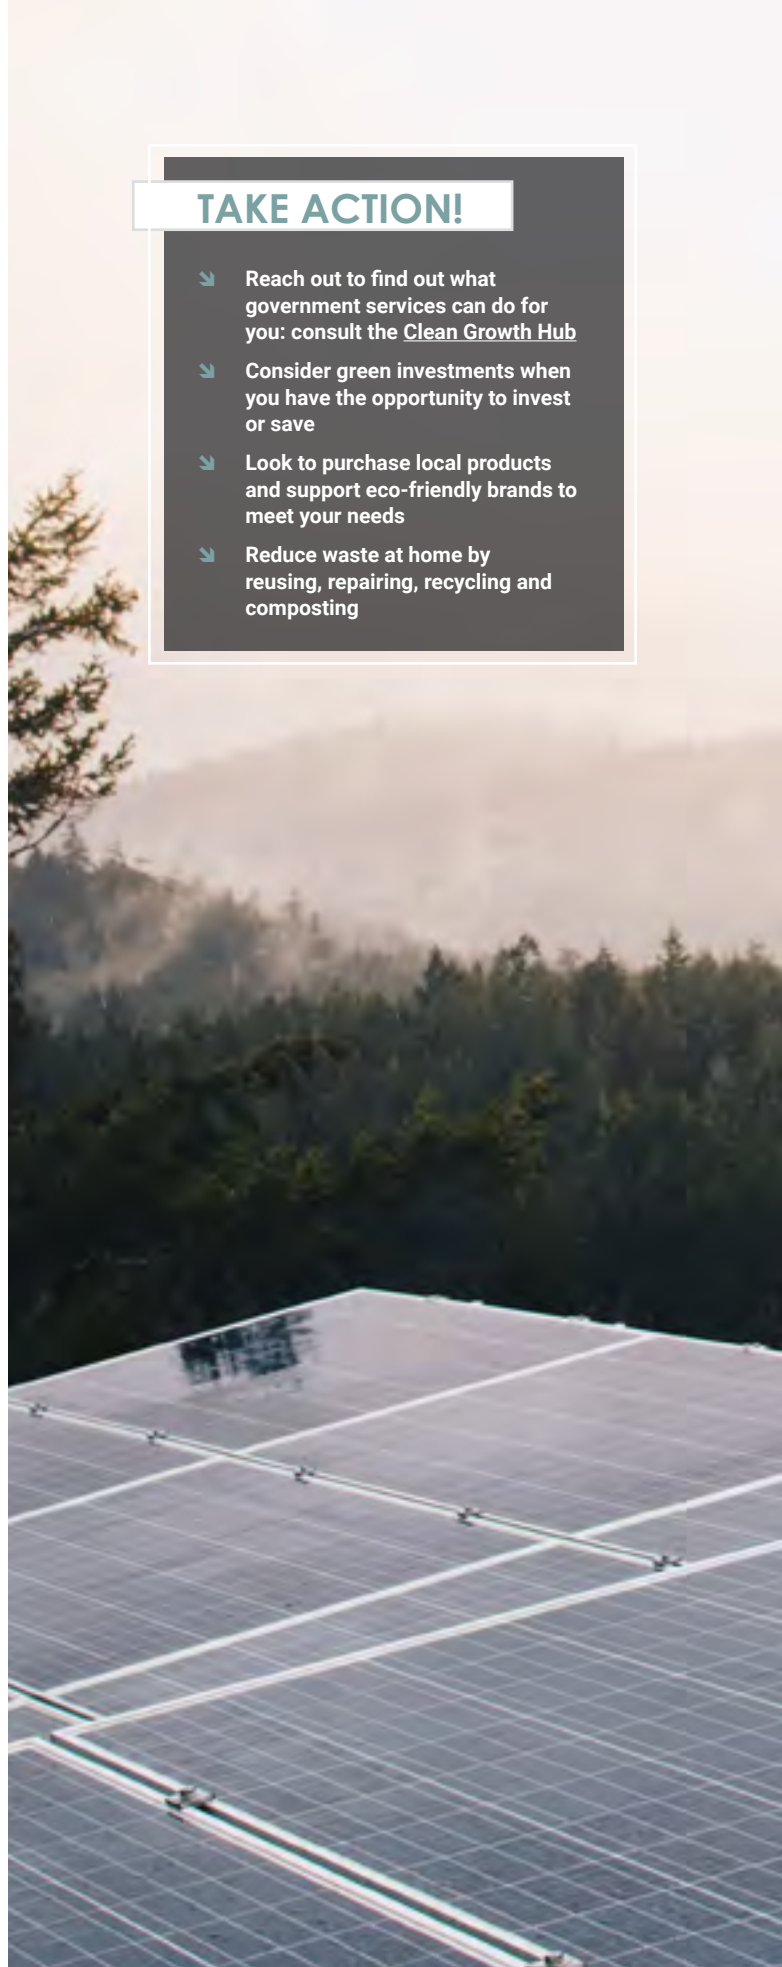 TAKE ACTION!
Reach out to find out what
government services can do for
you: consult the Clean Growth Hub
Consider green investments when
you have the opportunity to invest
or save
Look to purchase local products
and support eco-friendly brands to
meet your needs
Reduce waste at home by
reusing, repairing, recycling and
composting